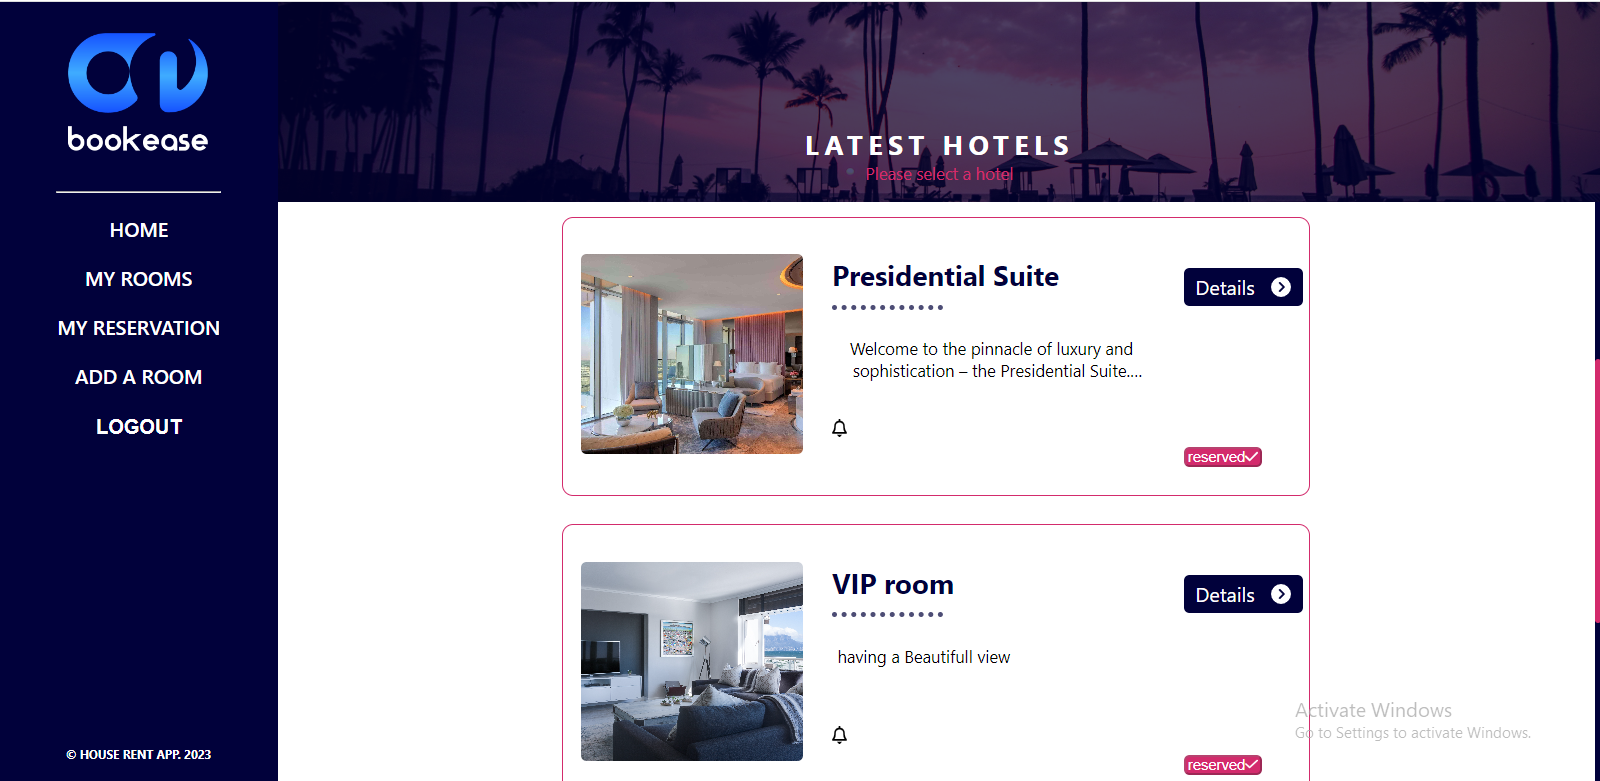 bookease
HOME
MY ROOMS
MY RESERVATION
ADD A ROOM
LOGOUT
© HOUSE RENT APP. 2023
LATEST HOTELS
Please select a hotel
Presidential Suite
Details
Welcome to the pinnacle of luxury and
sophistication – the Presidential Suite....
reserved
VIP room
Details
having a Beautifull view
reserved
Activate Windows
Go to Settings to activate Windows.